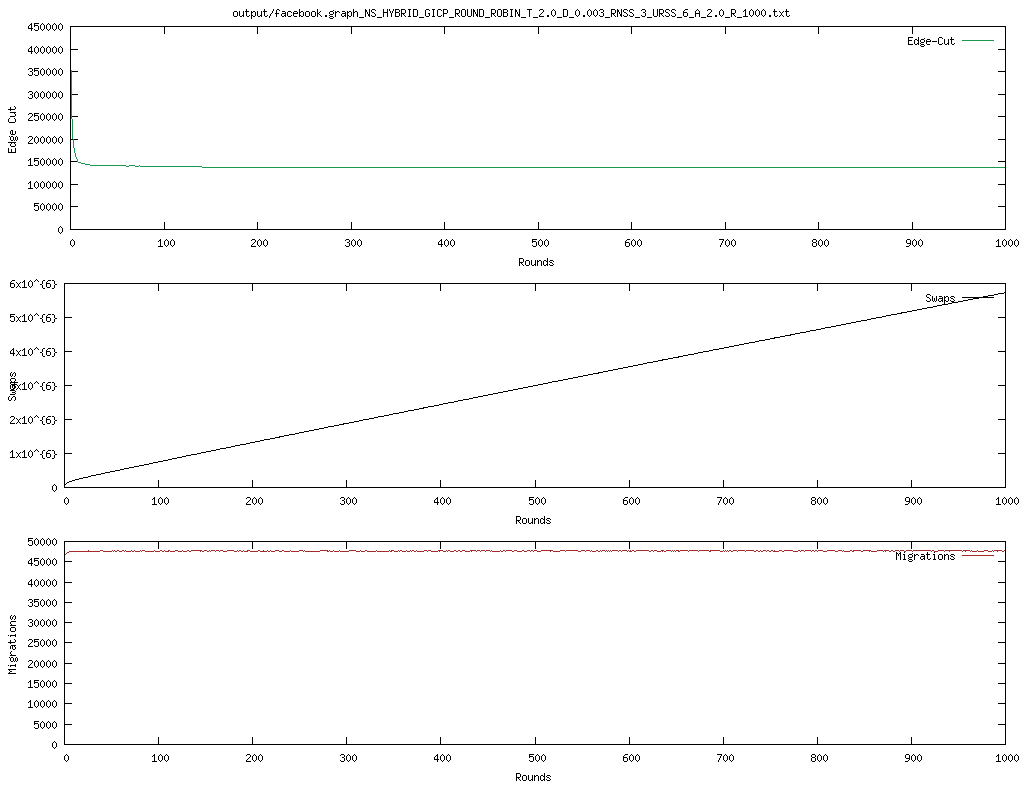 output/facebook.graph_NS_HYBRID_GICP_ROUND_ROBIN_T_2.0_D_0.003_RNSS_3_URSS_6_A_2.0_R_1000.txt
450000
400000
350000
300000
250000
200000
150000
100000
50000
0
Edge Cut
Edge-Cut
0 100 200 300 400 500 600 700 800 900 1000
Rounds
6x10^{6}
5x10^{6}
4x10^{6}
x10^{6}
2x10^{6}
1x10^{6}
0
Swaps
Swaps
0 100 200 300 400 500 600 700 800 900 1000
Rounds
50000
45000
40000
35000
30000
25000
20000
15000
10000
5000
0
Migrations
Migrations
0 100 200 300 400 500 600 700 800 900 1000
Rounds